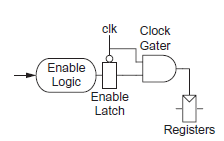 clk
Clock
Gater
Enable
Logic
Enable
Latch
Registers